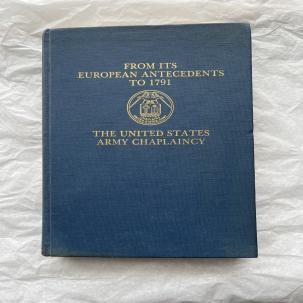 FROM ITS
EUROPEAN ANTECEDENTS
TO 1791
THE UNITED STATES
ARMY CHAPLAINCY